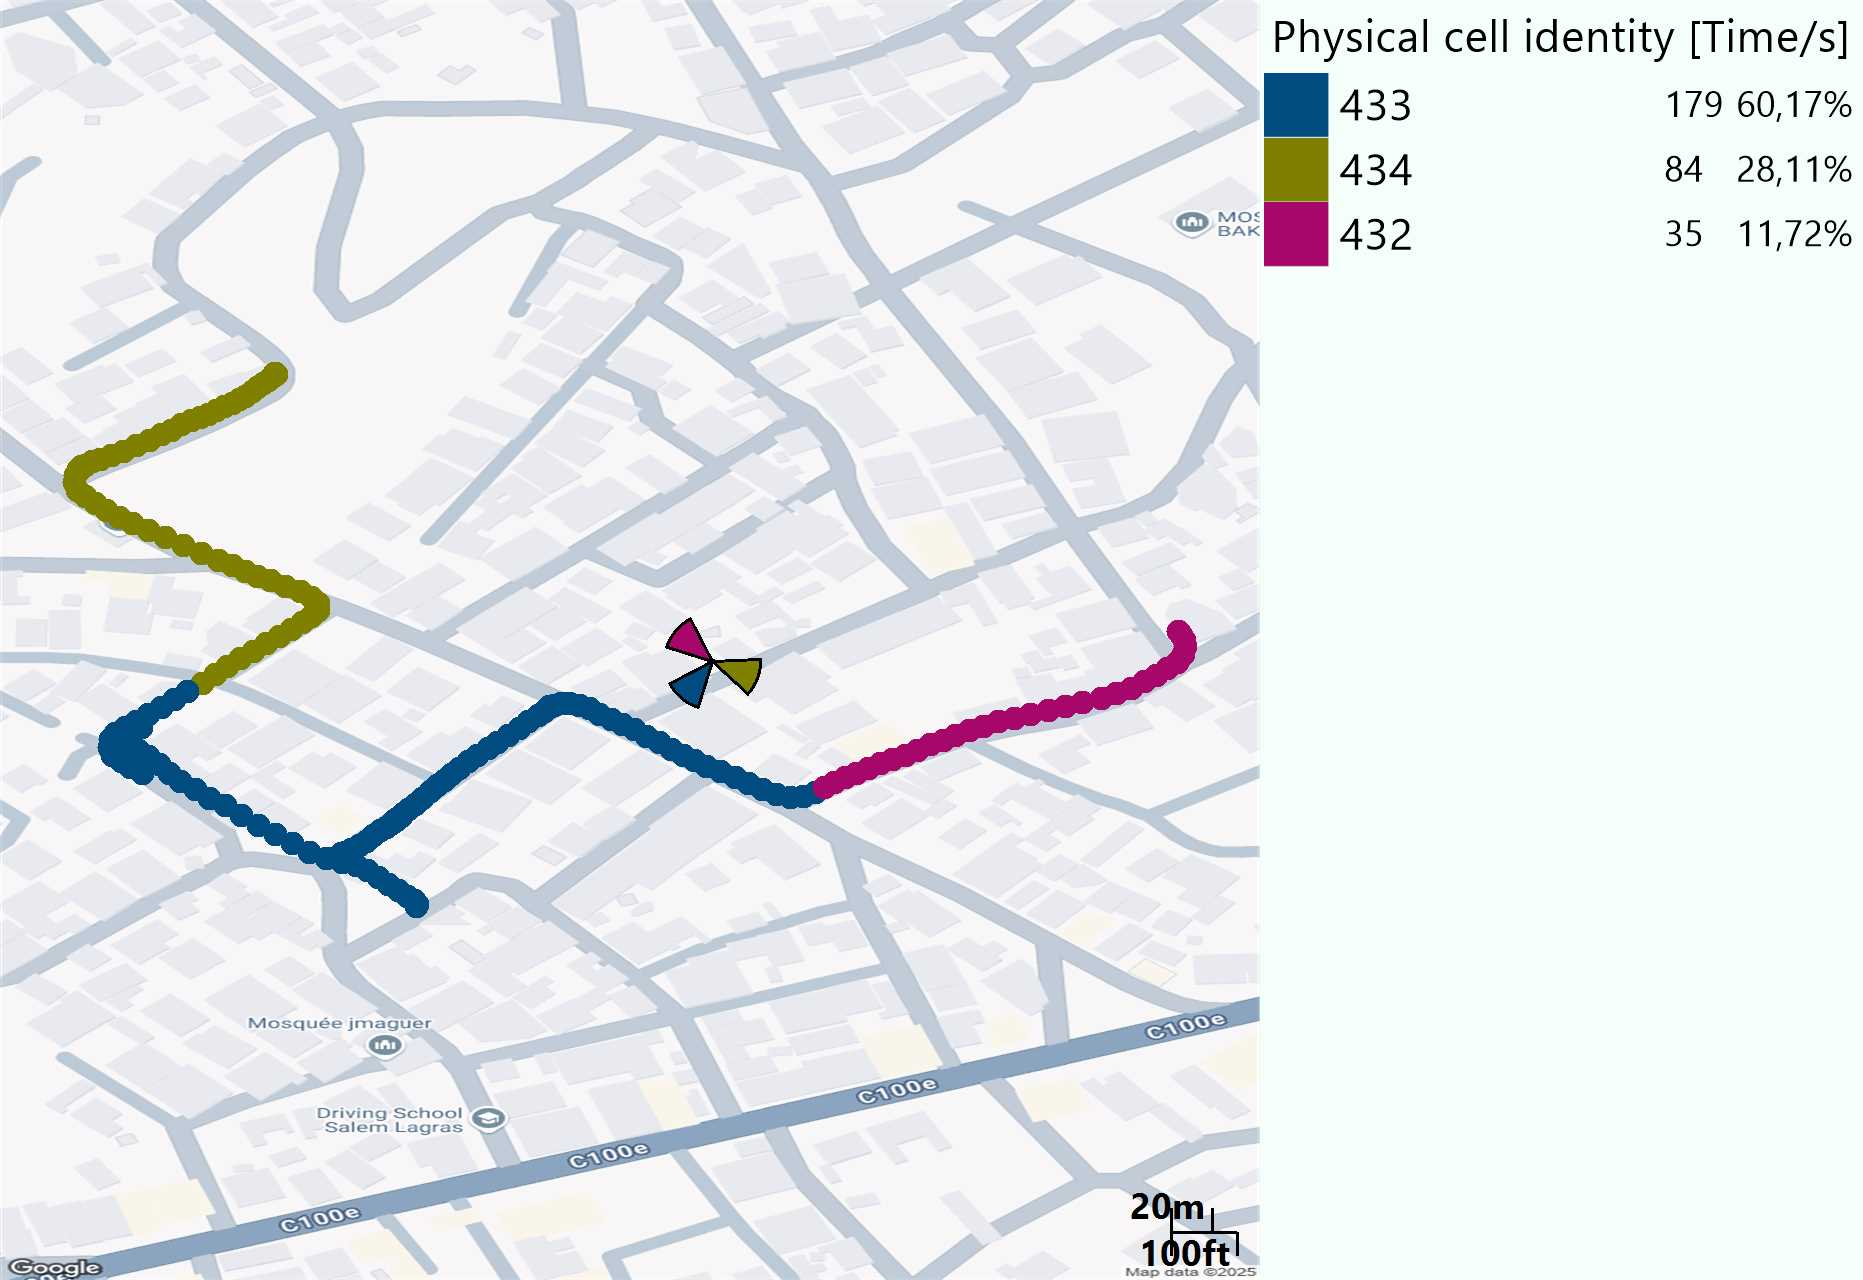 Physical cell identity [Time/s]
433 179 60,17%
434 84 28,11%
432 35 11,72%
MOS
BAK
Mosquée jmaguer
Driving School
Salem Lagras
C100e
C100e
C100e
C100e
20m
100ft
Google
Map data ©2025